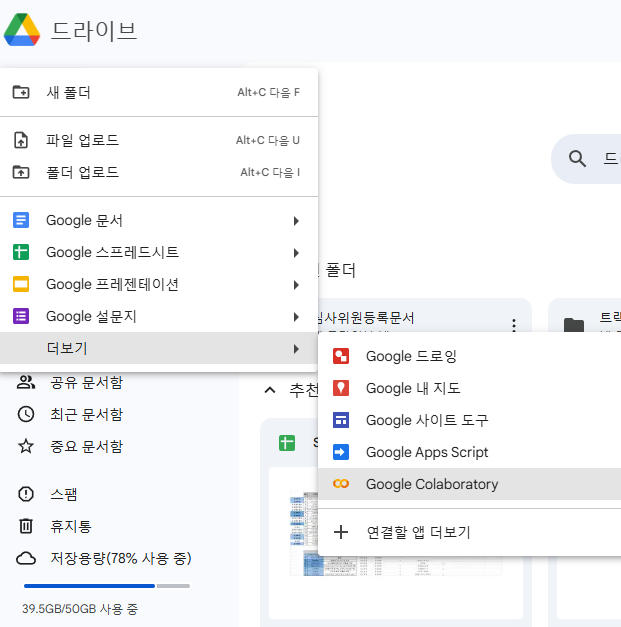 드라이브
새 폴더 Alt+C 다음 F
파일 업로드 Alt+C 다음 U
폴더 업로드 Alt+C 다음 I
Google 문서
Google 스프레드시트
Google 프레젠테이션
Google 설문지
더보기
공유 문서함
최근 문서함
중요 문서함
스팸
휴지통
저장용량(78% 사용 중)
39.5GB/50GB 사용 중
폴더
심사위원등록문서
추천
Google 드로잉
Google 내 지도
Google 사이트 도구
Google Apps Script
Google Colaboratory
연결할 앱 더보기